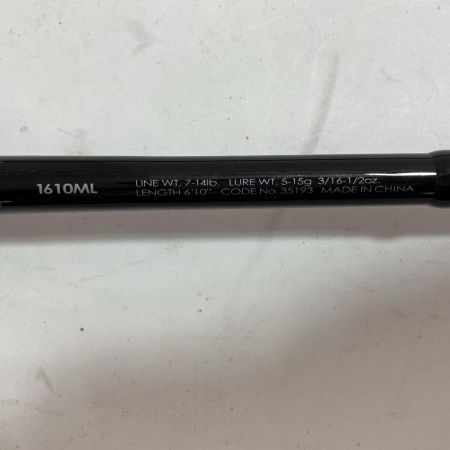 1610ML
LINE WT. 7-14lb. LURE WT. 5-15g 3/16-1/2oz.
LENGTH 6'10" CODE No. 35193 MADE IN CHINA